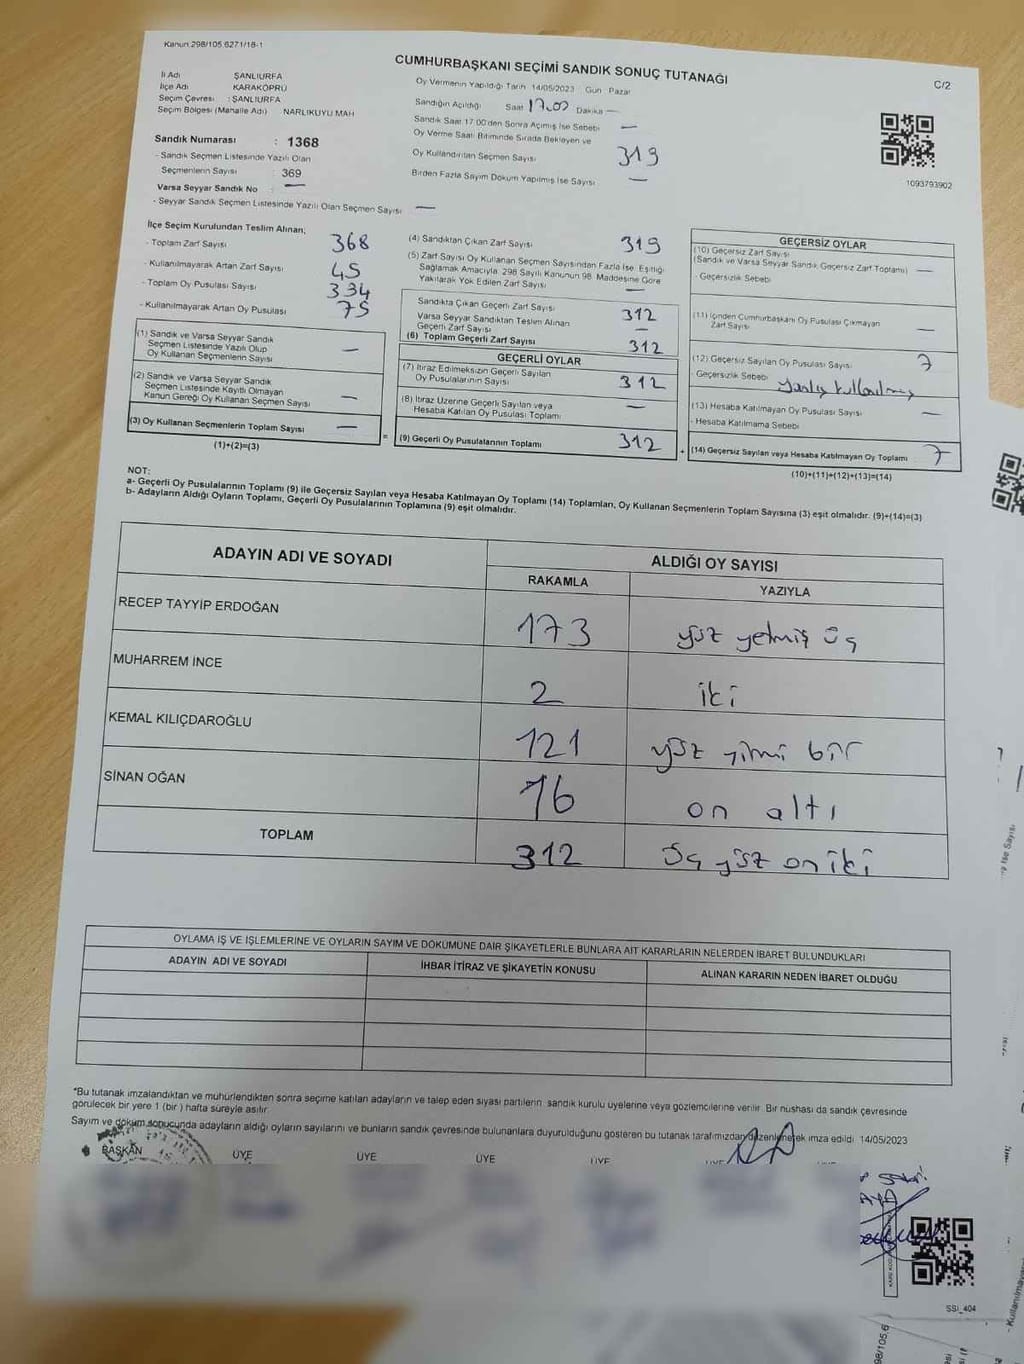 Kanun 298/105 6271/18-1
CUMHURBAŞKANI SEÇİMİ SANDIK SONUÇ TUTANAĞI
C/2
İl Adı ŞANLIURFA
İlçe Adı KARAKÖPRÜ
Seçim Çevresi : ŞANLIURFA
Seçim Bölgesi (Mahalle Adı) NARLIKUYU MAH
Sandık Numarası : 1368
- Sandık Seçmen Listesinde Yazılı Olan
Seçmenlerin Sayısı : 369
Varsa Seyyar Sandık No : —
- Seyyar Sandık Seçmen Listesinde Yazılı Olan Seçmen Sayısı —
Oy Vermenin Yapıldığı Tarih 14/05/2023 Gün Pazar
Sandığın Açıldığı Saat 17.00 Dakika —
Sandık Saat 17:00'den Sonra Açılmış İse Sebebi —
Oy Verme Saati Bitiminde Sırada Bekleyen ve
Oy Kullandırılan Seçmen Sayısı 319
Birden Fazla Sayım Döküm Yapılmış İse Sayısı —
1093793902
İlçe Seçim Kurulundan Teslim Alınan;
- Toplam Zarf Sayısı 368
- Kullanılmayarak Artan Zarf Sayısı 45
- Toplam Oy Pusulası Sayısı 334
- Kullanılmayarak Artan Oy Pusulası 75
(1) Sandık ve Varsa Seyyar Sandık
Seçmen Listesinde Yazılı Olup
Oy Kullanan Seçmenlerin Sayısı —
(2) Sandık ve Varsa Seyyar Sandık
Seçmen Listesinde Kayıtlı Olmayan
Kanun Gereği Oy Kullanan Seçmen Sayısı —
(3) Oy Kullanan Seçmenlerin Toplam Sayısı —
(1)+(2)=(3)
=
(4) Sandıktan Çıkan Zarf Sayısı 319
(5) Zarf Sayısı Oy Kullanan Seçmen Sayısından Fazla İse, Eşitliği
Sağlamak Amacıyla, 298 Sayılı Kanunun 98. Maddesine Göre
Yakılarak Yok Edilen Zarf Sayısı —
Sandıkta Çıkan Geçerli Zarf Sayısı 312
Varsa Seyyar Sandıktan Teslim Alınan
Geçerli Zarf Sayısı —
(6) Toplam Geçerli Zarf Sayısı 312
GEÇERLİ OYLAR
(7) İtiraz Edilmeksizin Geçerli Sayılan
Oy Pusulalarının Sayısı 312
(8) İtiraz Üzerine Geçerli Sayılan veya
Hesaba Katılan Oy Pusulası Toplamı —
(9) Geçerli Oy Pusulalarının Toplamı 312
+
GEÇERSİZ OYLAR
(10) Geçersiz Zarf Sayısı
(Sandık ve Varsa Seyyar Sandık Geçersiz Zarf Toplamı) —
- Geçersizlik Sebebi
(11) İçinden Cumhurbaşkanı Oy Pusulası Çıkmayan
Zarf Sayısı —
(12) Geçersiz Sayılan Oy Pusulası Sayısı 7
- Geçersizlik Sebebi Yanlış kullanılmış
(13) Hesaba Katılmayan Oy Pusulası Sayısı —
- Hesaba Katılmama Sebebi
(14) Geçersiz Sayılan veya Hesaba Katılmayan Oy Toplamı 7
(10)+(11)+(12)+(13)=(14)
NOT:
a- Geçerli Oy Pusulalarının Toplamı (9) ile Geçersiz Sayılan veya Hesaba Katılmayan Oy Toplamı (14) Toplamları, Oy Kullanan Seçmenlerin Toplam Sayısına (3) eşit olmalıdır. (9)+(14)=(3)
b- Adayların Aldığı Oyların Toplamı, Geçerli Oy Pusulalarının Toplamına (9) eşit olmalıdır.
ADAYIN ADI VE SOYADI ALDIĞI OY SAYISI
RAKAMLA YAZIYLA
RECEP TAYYİP ERDOĞAN 173 yüz yetmiş üç
MUHARREM İNCE 2 iki
KEMAL KILIÇDAROĞLU 121 yüz yirmi bir
SİNAN OĞAN 16 on altı
TOPLAM 312 üç yüz on iki
OYLAMA İŞ VE İŞLEMLERİNE VE OYLARIN SAYIM VE DÖKÜMÜNE DAİR ŞİKAYETLERLE BUNLARA AİT KARARLARIN NELERDEN İBARET BULUNDUKLARI
ADAYIN ADI VE SOYADI İHBAR İTİRAZ VE ŞİKAYETİN KONUSU ALINAN KARARIN NEDEN İBARET OLDUĞU
*Bu tutanak imzalandıktan ve mühürlendikten sonra seçime katılan adayların ve talep eden siyasi partilerin sandık kurulu üyelerine veya gözlemcilerine verilir. Bir nüshası da sandık çevresinde
görülecek bir yere 1 (bir) hafta süreyle asılır.
Sayım ve döküm sonucunda adayların aldığı oyların sayılarını ve bunların sandık çevresinde bulunanlara duyurulduğunu gösteren bu tutanak tarafımızdan düzenlenerek imza edildi. 14/05/2023
BAŞKAN ÜYE ÜYE ÜYE ÜYE
SSİ_404
98/105.6